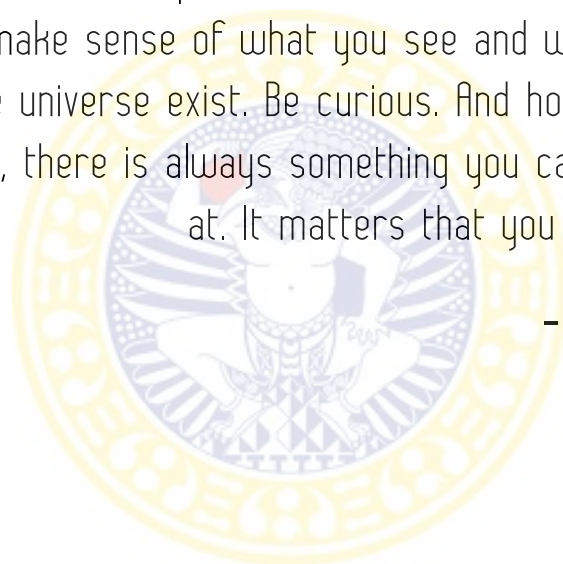 make sense of what you see and w
universe exist. Be curious. And ho
, there is always something you ca
at. It matters that you
-